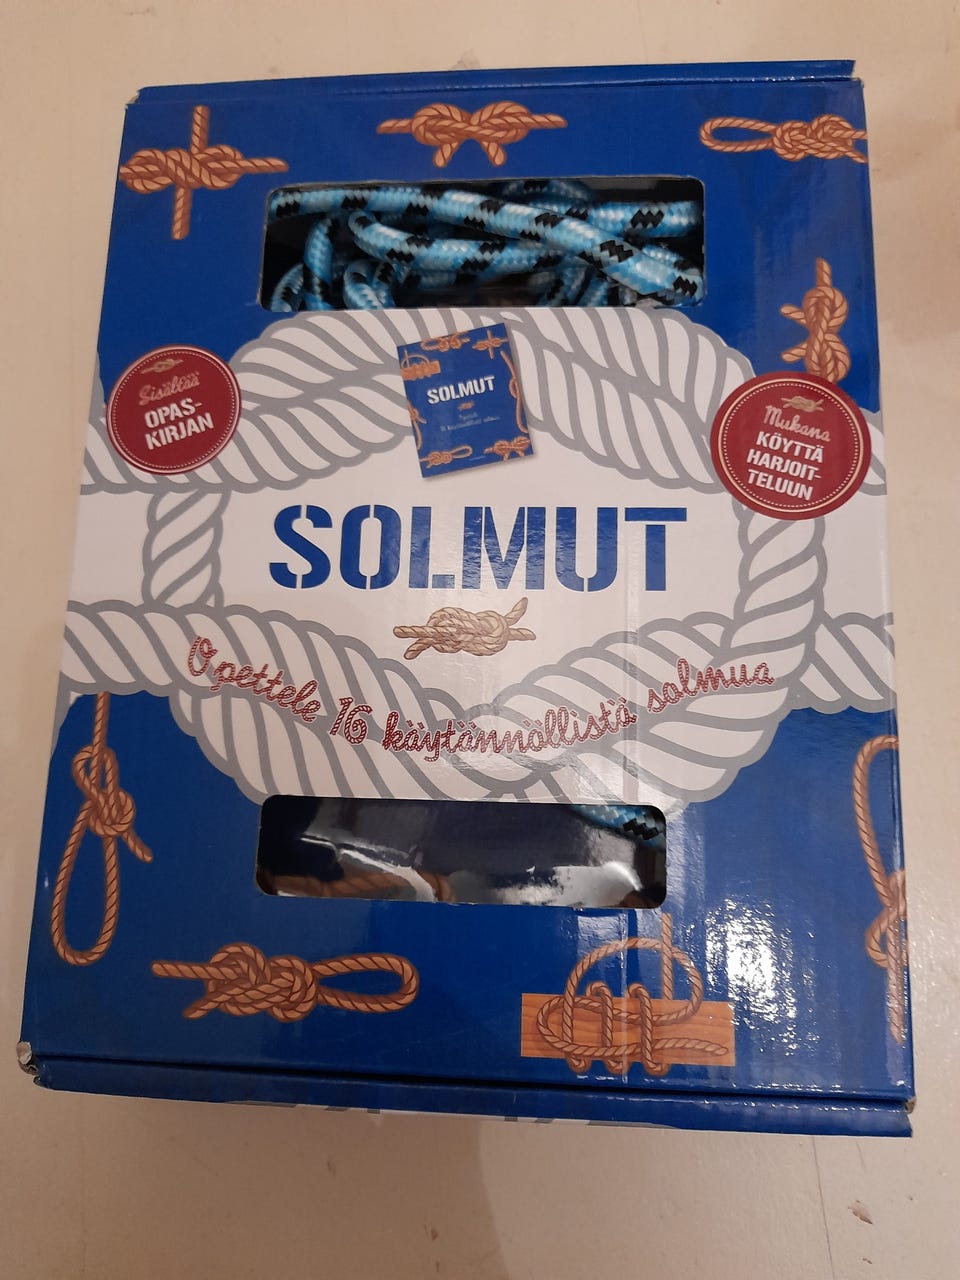 Sisältää
OPAS-
KIRJAN
SOLMUT
Mukana
KÖYTTÄ
HARJOIT-
TELUUN
SOLMUT
Opettele 16 käytännöllistä solmua